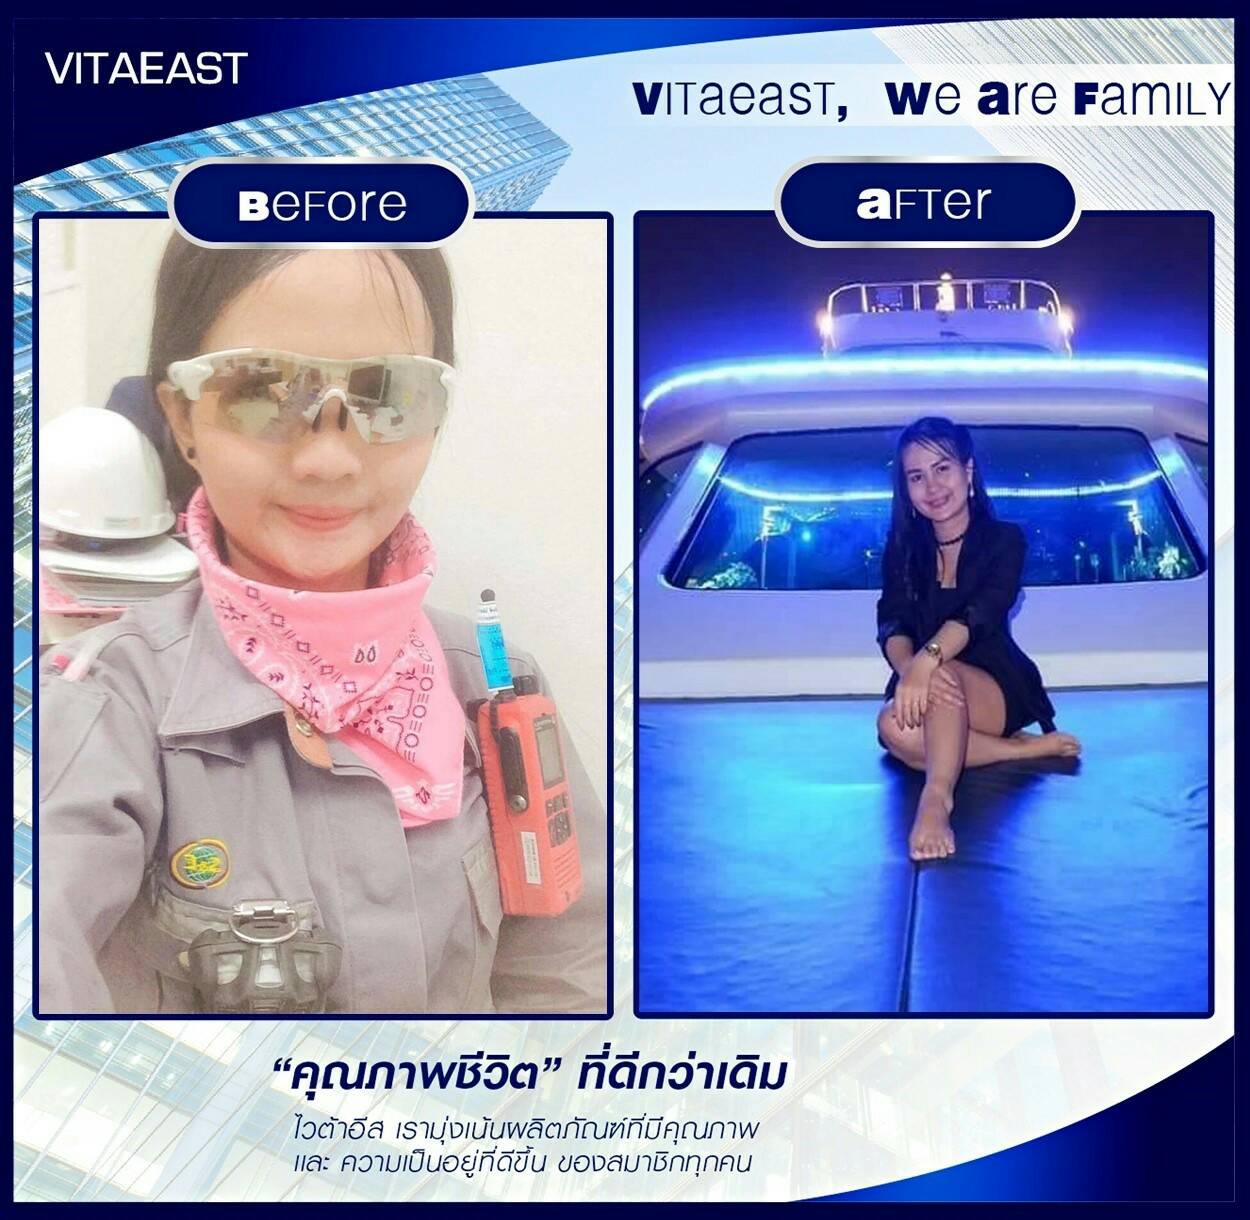 VITAEAST
VITaeasT, We are FamILY
BeFore
aFTer
“คุณภาพชีวิต” ที่ดีกว่าเดิม
ไวต้าอีส เรามุ่งเน้นผลิตภัณฑ์ที่มีคุณภาพ
และ ความเป็นอยู่ที่ดีขึ้น ของสมาชิกทุกคน